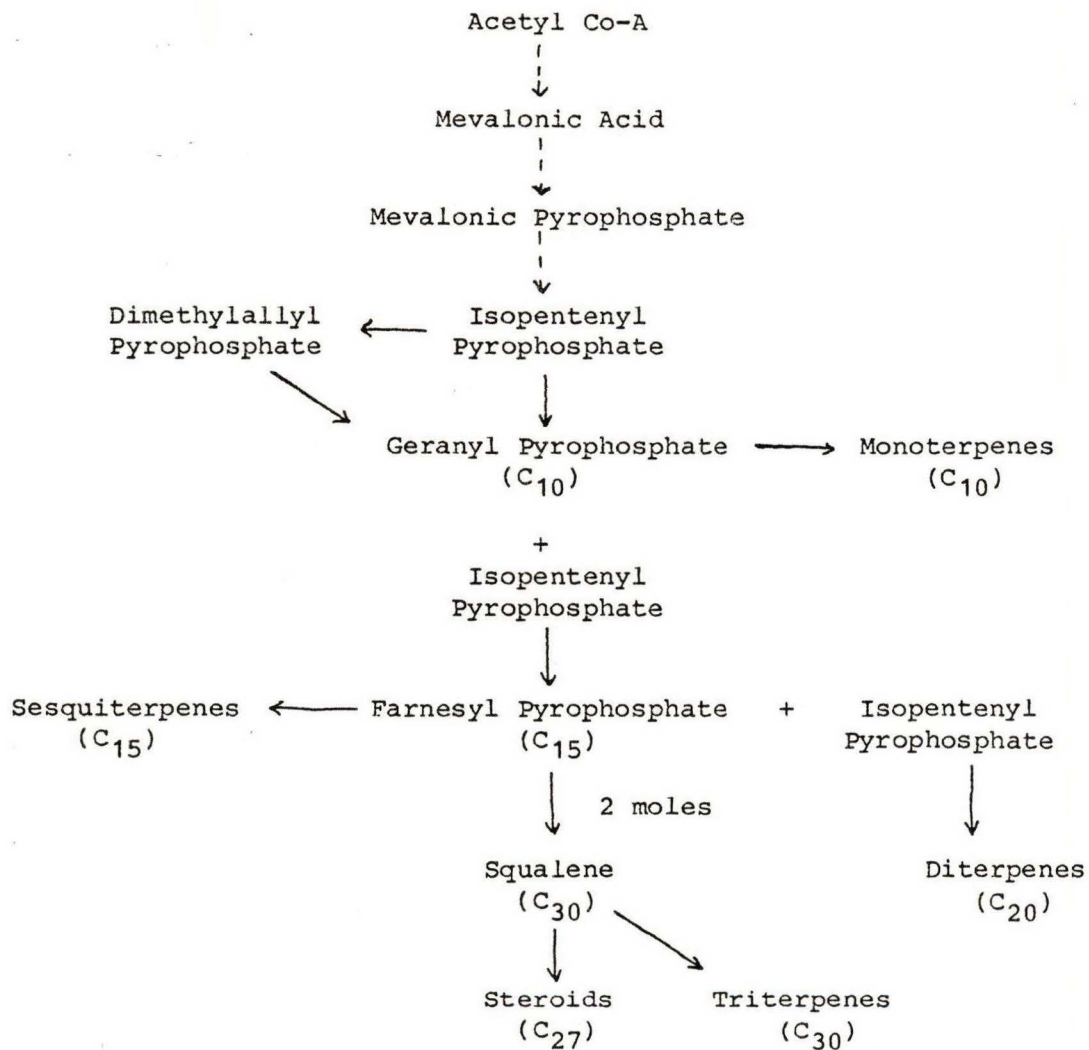 Acetyl Co-A
Mevalonic Acid
Mevalonic Pyrophosphate
Dimethylallyl
Pyrophosphate
Isopentenyl
Pyrophosphate
Geranyl Pyrophosphate
(C10)
Monoterpenes
(C10)
+
Isopentenyl
Pyrophosphate
Sesquiterpenes
(C15)
Farnesyl Pyrophosphate
(C15)
+
Isopentenyl
Pyrophosphate
2 moles
Squalene
(C30)
Diterpenes
(C20)
Steroids
(C27)
Triterpenes
(C30)